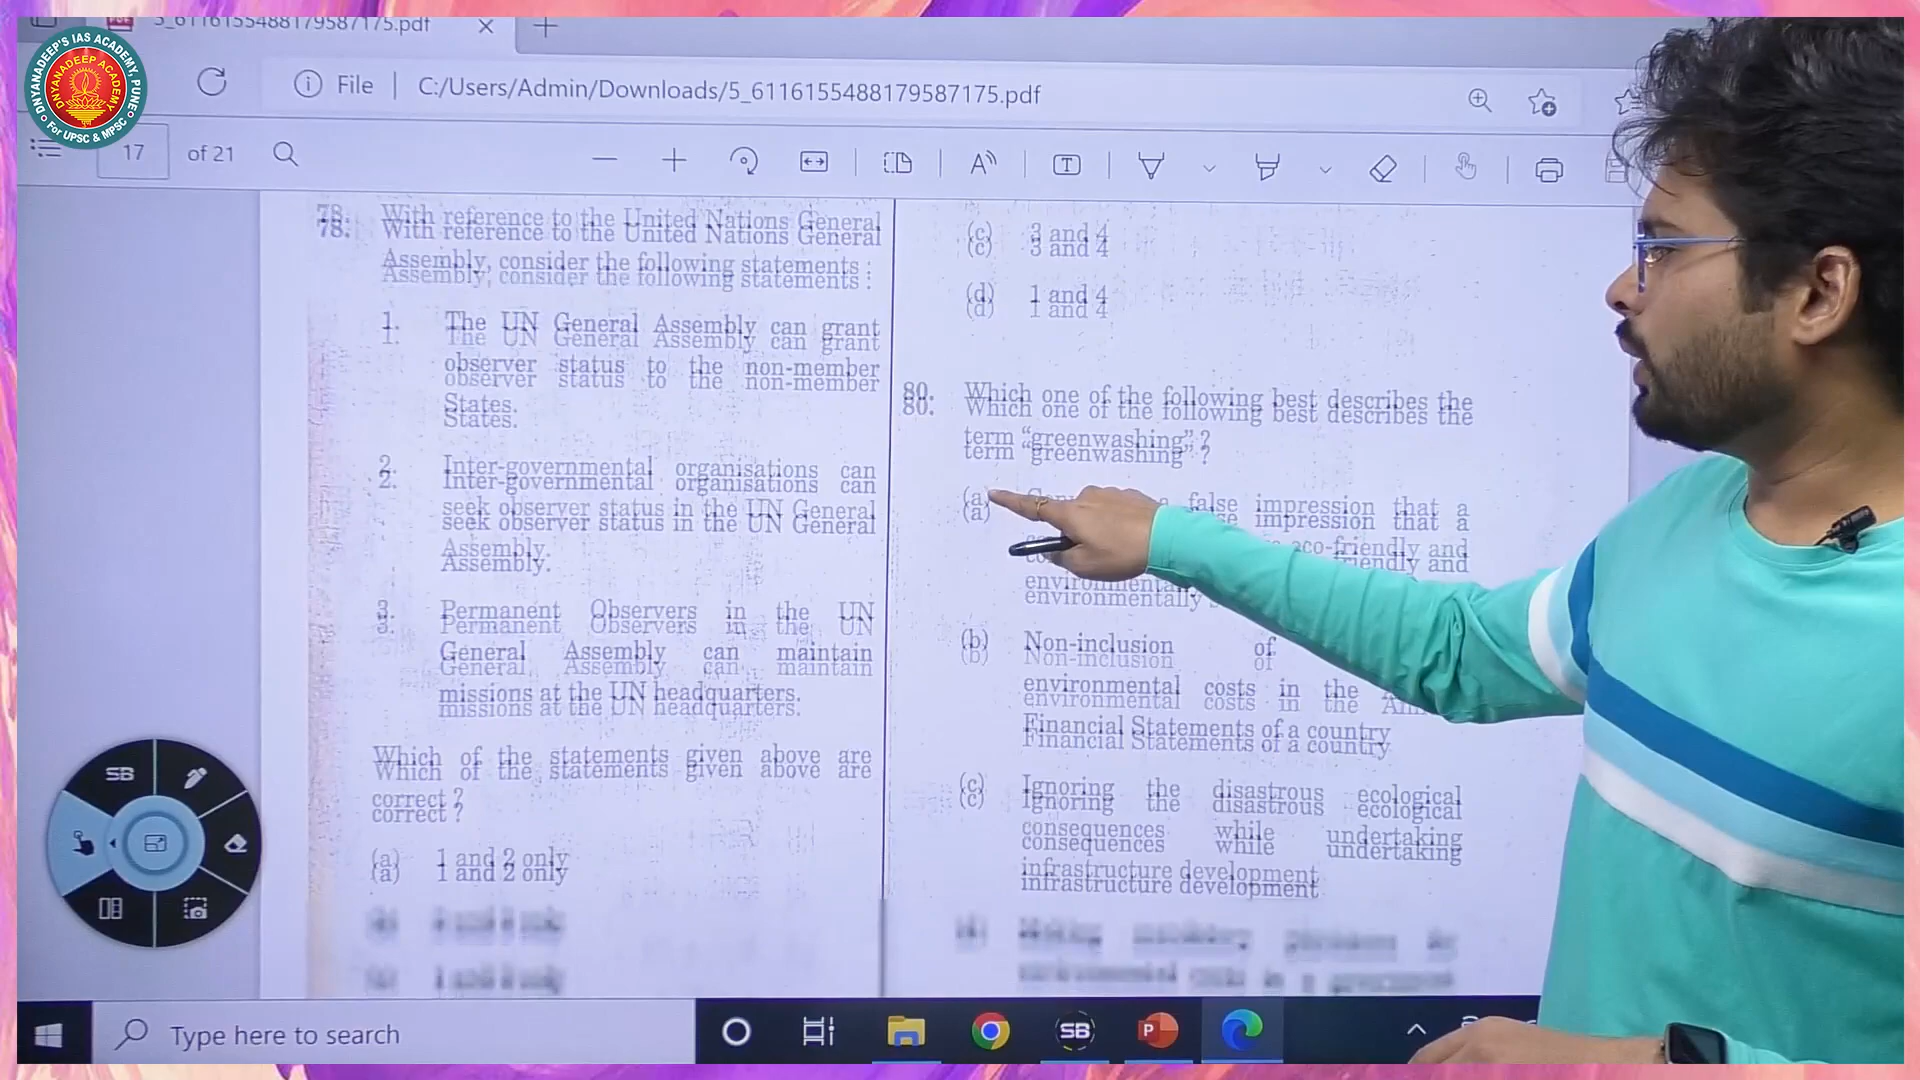 5_6116155488179587175.pdf
DNYANADEEP'S IAS ACADEMY, PUNE
DNYANADEEP ACADEMY
For UPSC & MPSC
File
C:/Users/Admin/Downloads/5_6116155488179587175.pdf
17 of 21
78. With reference to the United Nations General
Assembly, consider the following statements :
1. The UN General Assembly can grant
observer status to the non-member
States.
2. Inter-governmental organisations can
seek observer status in the UN General
Assembly.
3. Permanent Observers in the UN
General Assembly can maintain
missions at the UN headquarters.
Which of the statements given above are
correct ?
(a) 1 and 2 only
(c) 3 and 4
(d) 1 and 4
80. Which one of the following best describes the
term “greenwashing” ?
(a) false impression that a
eco-friendly and
environmentally
(b) Non-inclusion of
environmental costs in the
Financial Statements of a country
(c) Ignoring the disastrous ecological
consequences while undertaking
infrastructure development
SB
Type here to search
SB
P